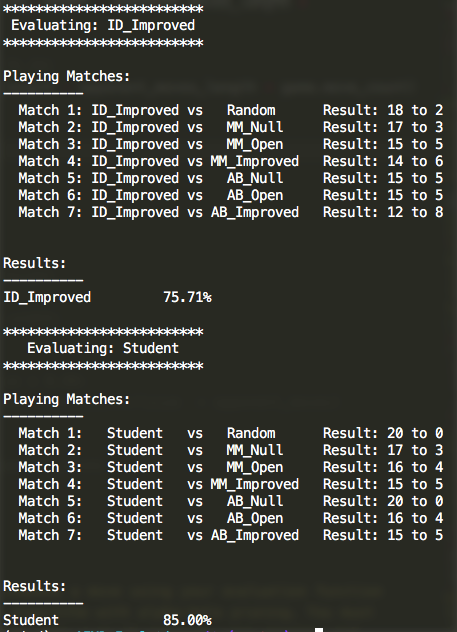 *************************
Evaluating: ID_Improved
*************************
Playing Matches:
----------
Match 1: ID_Improved vs Random Result: 18 to 2
Match 2: ID_Improved vs MM_Null Result: 17 to 3
Match 3: ID_Improved vs MM_Open Result: 15 to 5
Match 4: ID_Improved vs MM_Improved Result: 14 to 6
Match 5: ID_Improved vs AB_Null Result: 15 to 5
Match 6: ID_Improved vs AB_Open Result: 15 to 5
Match 7: ID_Improved vs AB_Improved Result: 12 to 8
Results:
----------
ID_Improved 75.71%
*************************
Evaluating: Student
*************************
Playing Matches:
----------
Match 1: Student vs Random Result: 20 to 0
Match 2: Student vs MM_Null Result: 17 to 3
Match 3: Student vs MM_Open Result: 16 to 4
Match 4: Student vs MM_Improved Result: 15 to 5
Match 5: Student vs AB_Null Result: 20 to 0
Match 6: Student vs AB_Open Result: 16 to 4
Match 7: Student vs AB_Improved Result: 15 to 5
Results:
----------
Student 85.00%